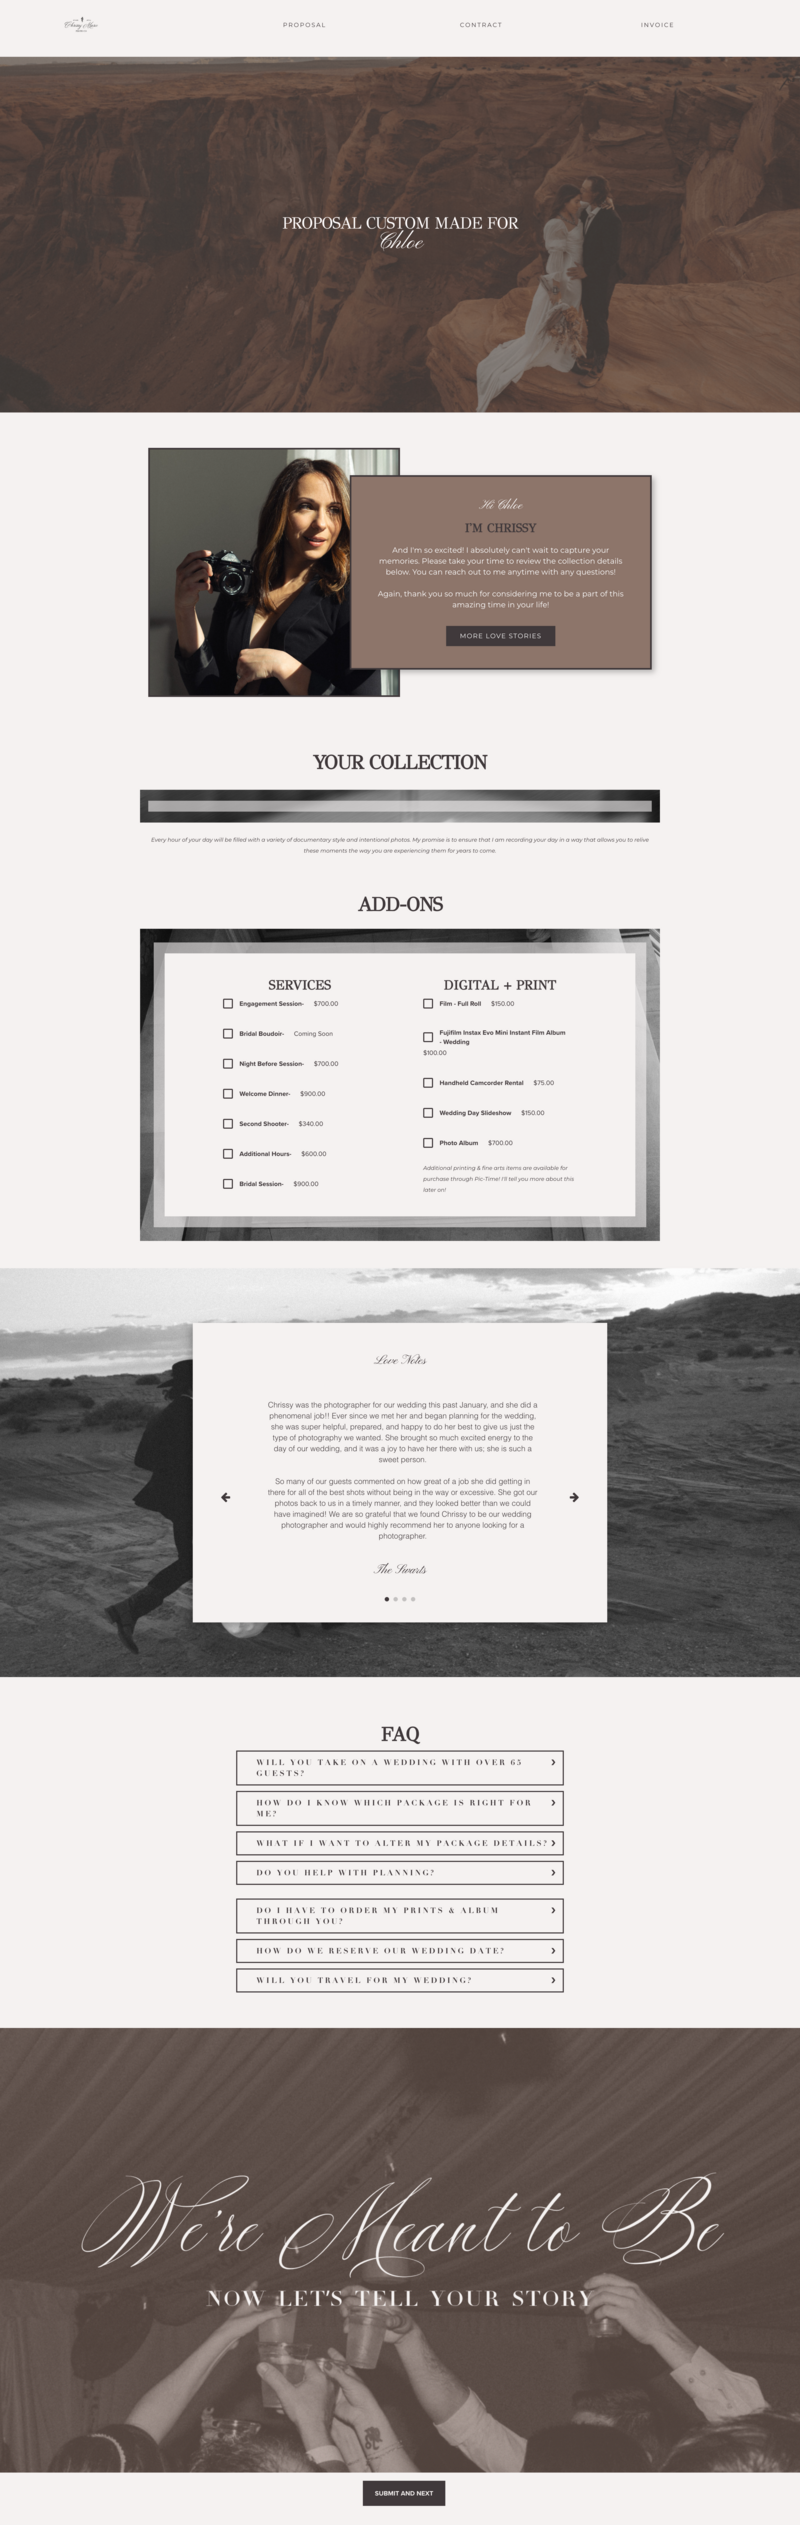 PROPOSAL
CONTRACT
INVOICE
PROPOSAL CUSTOM MADE FOR
Chloe
Hi Chloe
I'M CHRISSY
And I'm so excited! I absolutely can't wait to capture your
memories. Please take your time to review the collection details
below. You can reach out to me anytime with any questions!
Again, thank you so much for considering me to be a part of this
amazing time in your life!
MORE LOVE STORIES
YOUR COLLECTION
Every hour of your day will be filled with a variety of documentary style and intentional photos. My promise is to ensure that I am recording your day in a way that allows you to relive
these moments the way you are experiencing them for years to come.
ADD-ONS
SERVICES
Engagement Session- $700.00
Bridal Boudoir- Coming Soon
Night Before Session- $700.00
Welcome Dinner- $900.00
Second Shooter- $340.00
Additional Hours- $600.00
Bridal Session- $900.00
DIGITAL + PRINT
Film - Full Roll $150.00
Fujifilm Instax Evo Mini Instant Film Album
- Wedding
$100.00
Handheld Camcorder Rental $75.00
Wedding Day Slideshow $150.00
Photo Album $700.00
Additional printing & fine arts items are available for
purchase through Pic-Time! I'll tell you more about this
later on!
Love Notes
Chrissy was the photographer for our wedding this past January, and she did a
phenomenal job!! Ever since we met her and began planning for the wedding,
she was super helpful, prepared, and happy to do her best to give us just the
type of photography we wanted. She brought so much excited energy to the
day of our wedding, and it was a joy to have her there with us; she is such a
sweet person.
So many of our guests commented on how great of a job she did getting in
there for all of the best shots without being in the way or excessive. She got our
photos back to us in a timely manner, and they looked better than we could
have imagined! We are so grateful that we found Chrissy to be our wedding
photographer and would highly recommend her to anyone looking for a
photographer.
The Swarts
FAQ
WILL YOU TAKE ON A WEDDING WITH OVER 65
GUESTS?
HOW DO I KNOW WHICH PACKAGE IS RIGHT FOR
ME?
WHAT IF I WANT TO ALTER MY PACKAGE DETAILS?
DO YOU HELP WITH PLANNING?
DO I HAVE TO ORDER MY PRINTS & ALBUM
THROUGH YOU?
HOW DO WE RESERVE OUR WEDDING DATE?
WILL YOU TRAVEL FOR MY WEDDING?
We're Meant to Be
NOW LET'S TELL YOUR STORY
SUBMIT AND NEXT